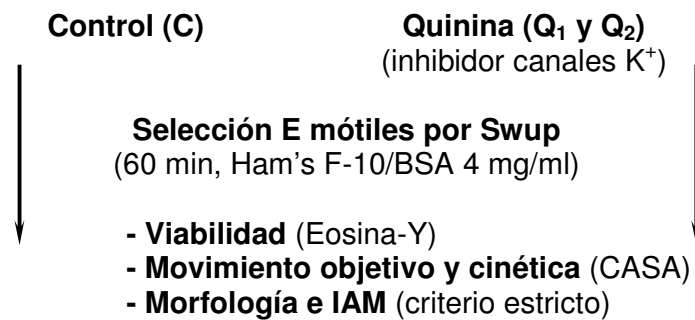 Control (C) Quinina (Q₁ y Q₂)
(inhibidor canales K⁺)
Selección E mótiles por Swup
(60 min, Ham's F-10/BSA 4 mg/ml)
- Viabilidad (Eosina-Y)
- Movimiento objetivo y cinética (CASA)
- Morfología e IAM (criterio estricto)